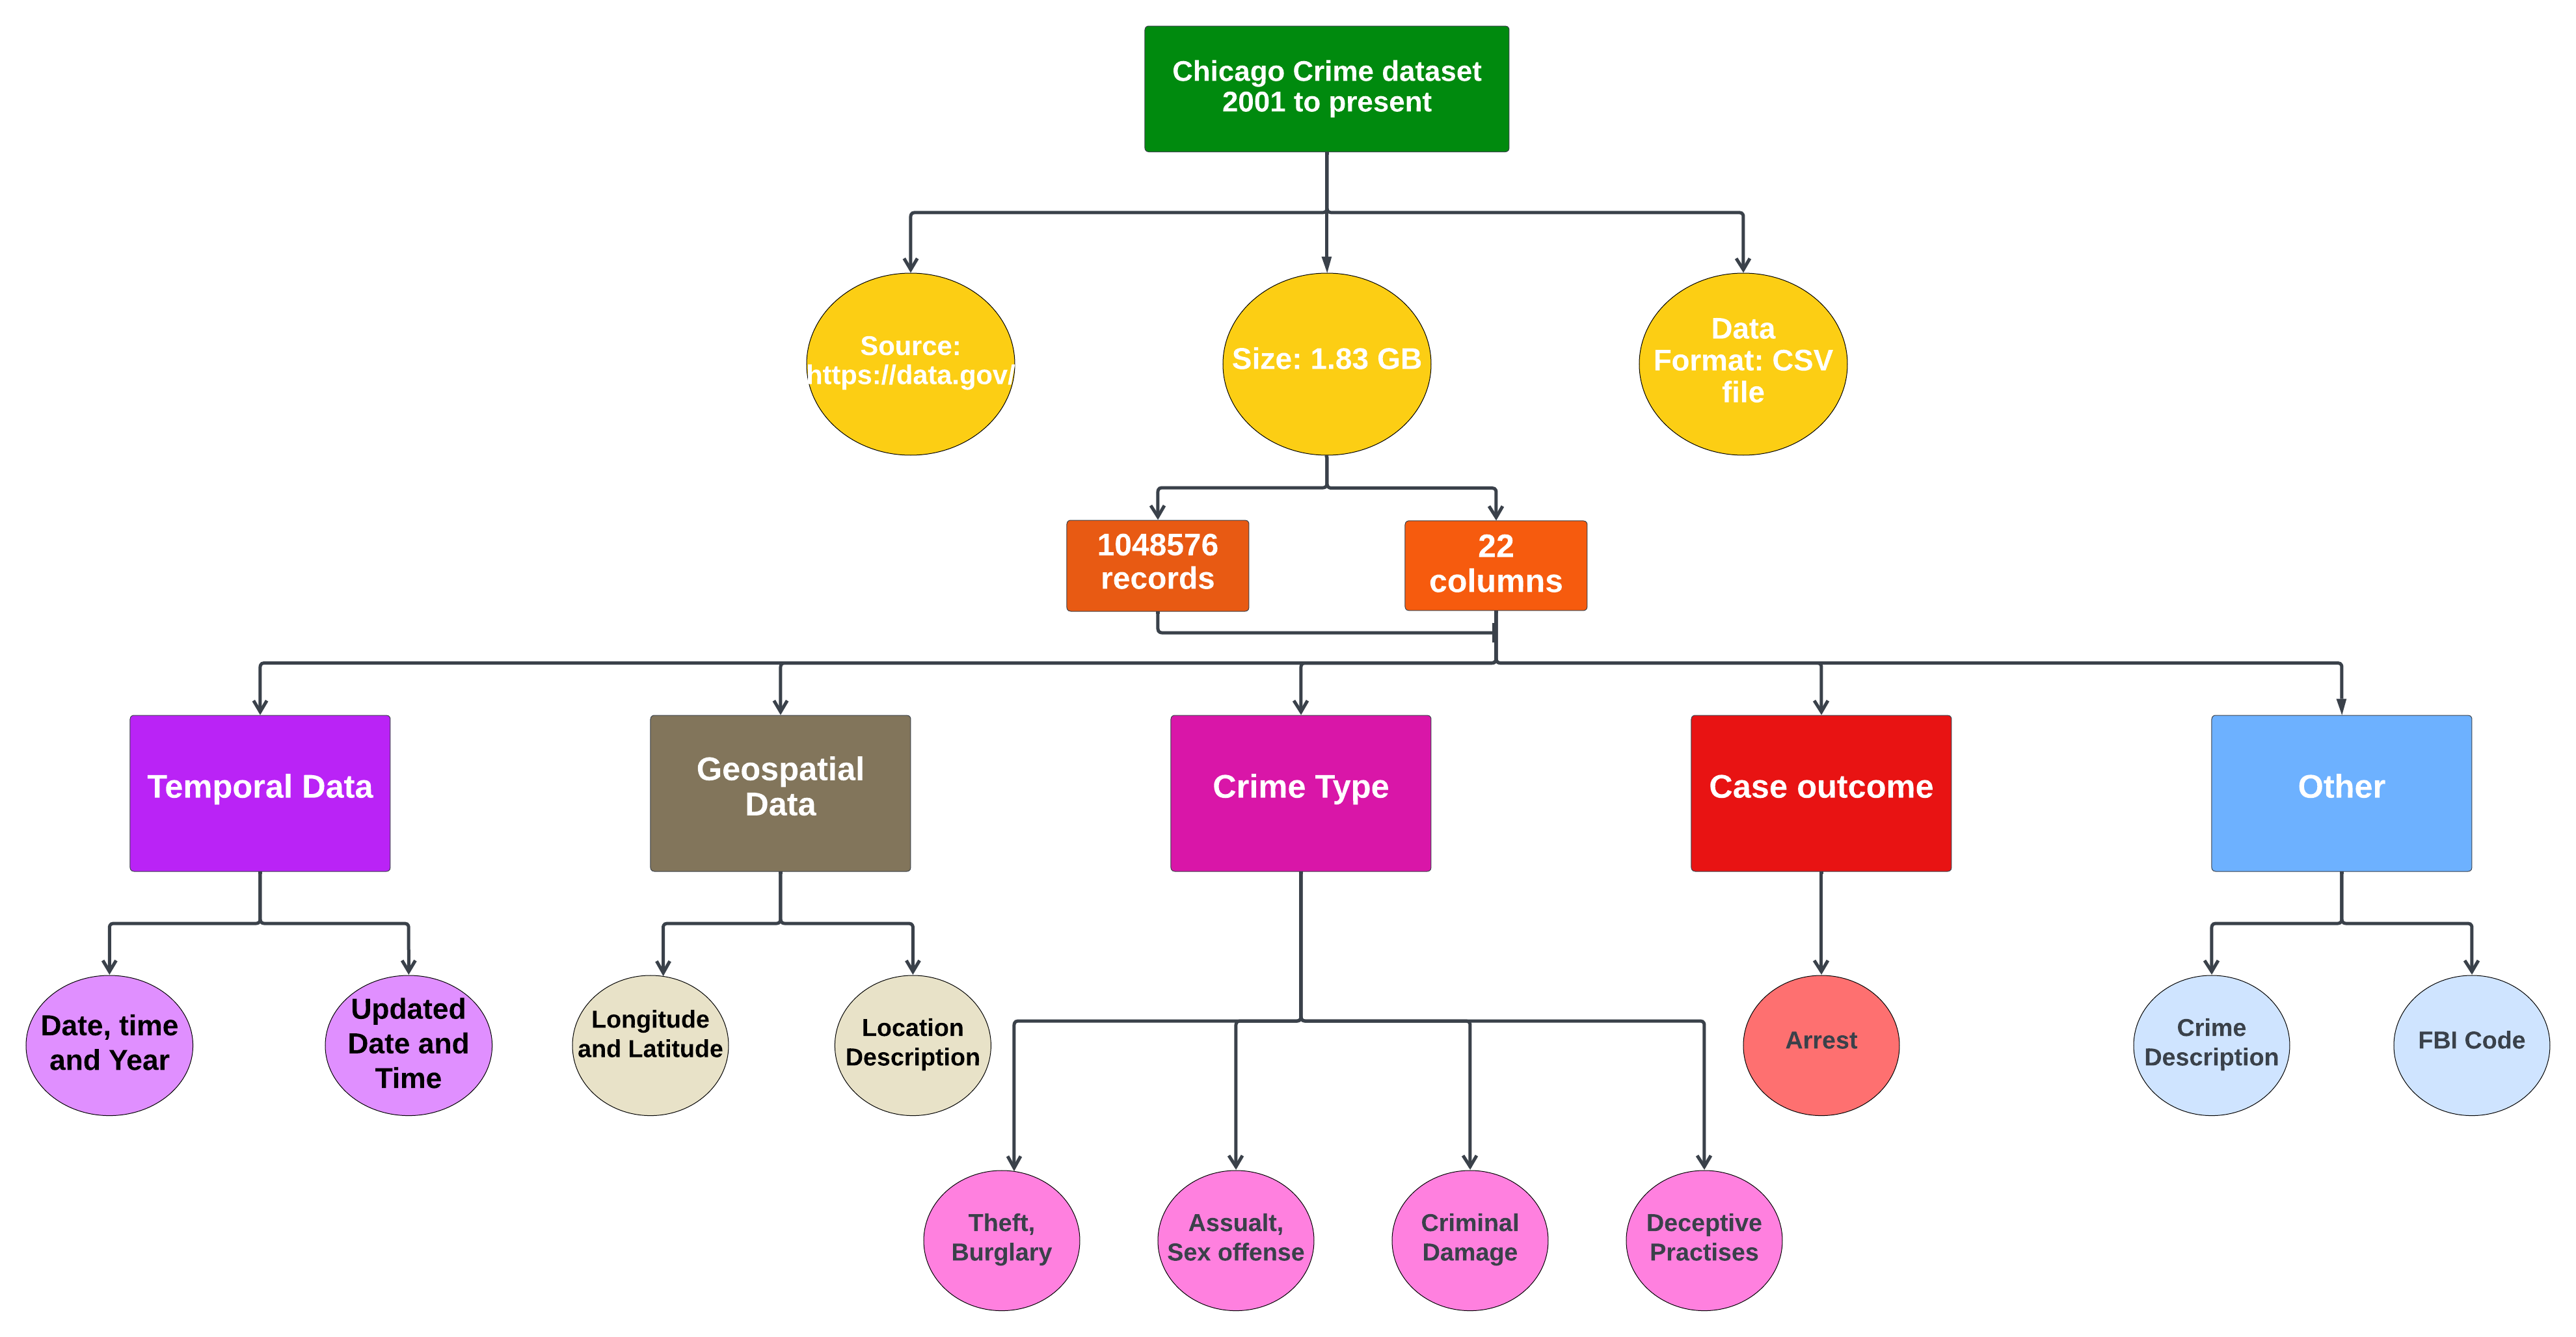 Chicago Crime dataset
2001 to present
Source:
https://data.gov/
Size: 1.83 GB
Data
Format: CSV
file
1048576
records
22
columns
Temporal Data
Geospatial
Data
Crime Type
Case outcome
Other
Date, time
and Year
Updated
Date and
Time
Longitude
and Latitude
Location
Description
Arrest
Crime
Description
FBI Code
Theft,
Burglary
Assualt,
Sex offense
Criminal
Damage
Deceptive
Practises